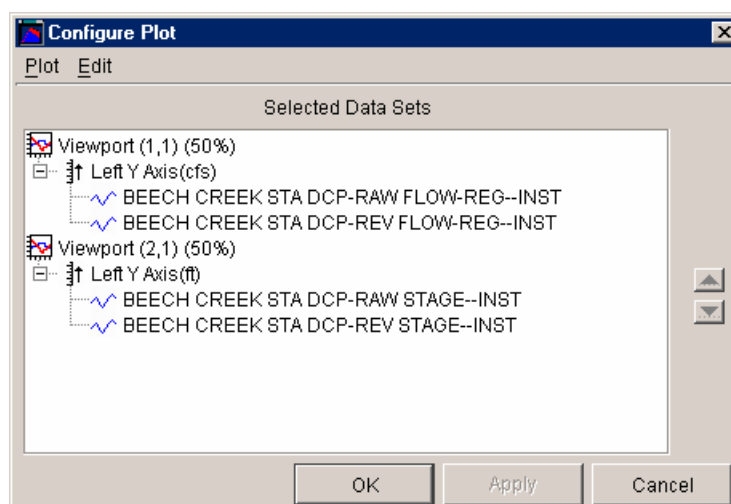 Configure Plot
Plot Edit
Selected Data Sets
Viewport (1,1) (50%)
Left Y Axis(cfs)
BEECH CREEK STA DCP-RAW FLOW-REG--INST
BEECH CREEK STA DCP-REV FLOW-REG--INST
Viewport (2,1) (50%)
Left Y Axis(ft)
BEECH CREEK STA DCP-RAW STAGE--INST
BEECH CREEK STA DCP-REV STAGE--INST
OK Apply Cancel